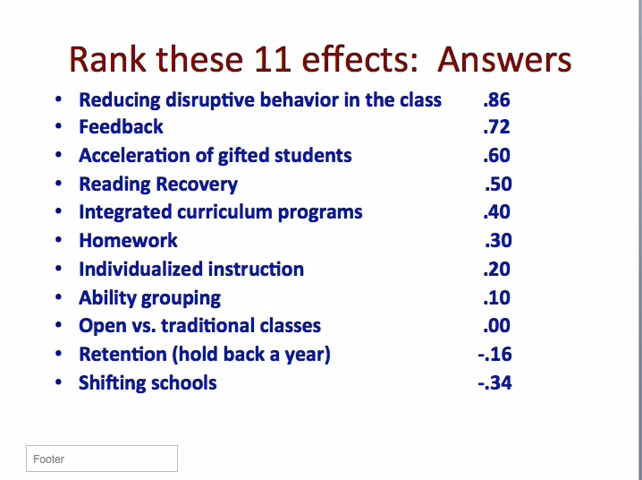 Rank these 11 effects: Answers
• Reducing disruptive behavior in the class .86
• Feedback .72
• Acceleration of gifted students .60
• Reading Recovery .50
• Integrated curriculum programs .40
• Homework .30
• Individualized instruction .20
• Ability grouping .10
• Open vs. traditional classes .00
• Retention (hold back a year) -.16
• Shifting schools -.34
Footer